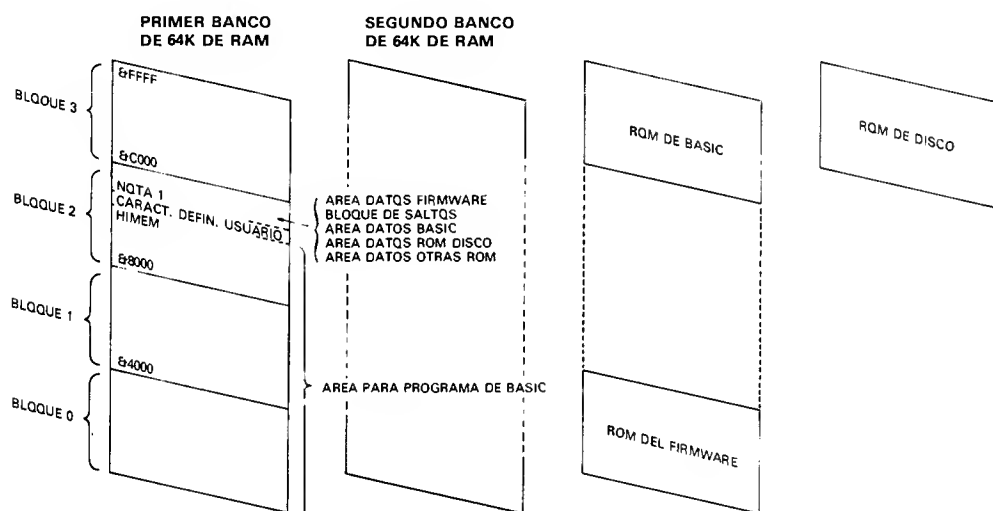 PRIMER BANCO
DE 64K DE RAM
SEGUNDO BANCO
DE 64K DE RAM
BLOQUE 3
&FFFF
&C000
ROM DE BASIC
ROM DE DISCO
BLOQUE 2
NOTA 1
CARACT. DEFIN. USUARIO
HIMEM
&8000
AREA DATOS FIRMWARE
BLOQUE DE SALTOS
AREA DATOS BASIC
AREA DATOS ROM DISCO
AREA DATOS OTRAS ROM
BLOQUE 1
&4000
AREA PARA PROGRAMA DE BASIC
BLOQUE 0
ROM DEL FIRMWARE